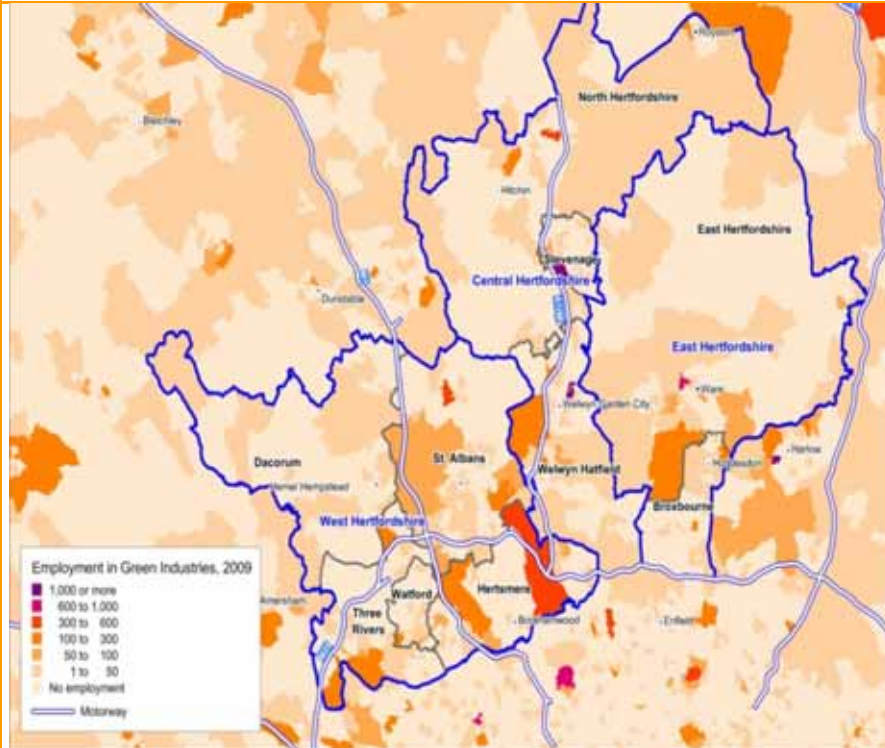 Royston
North Hertfordshire
Bletchley
Hitchin
East Hertfordshire
Stevenage
Central Hertfordshire
Dunstable
East Hertfordshire
Ware
Welwyn Garden City
Dacorum
St. Albans
Harlow
Hoddesdon
Welwyn Hatfield
Hemel Hempstead
Broxbourne
West Hertfordshire
Employment in Green Industries, 2009
1,000 or more
600 to 1,000
300 to 600
100 to 300
50 to 100
1 to 50
No employment
Motorway
Amersham
Watford
Hertsmere
Three
Rivers
Borehamwood
Enfield